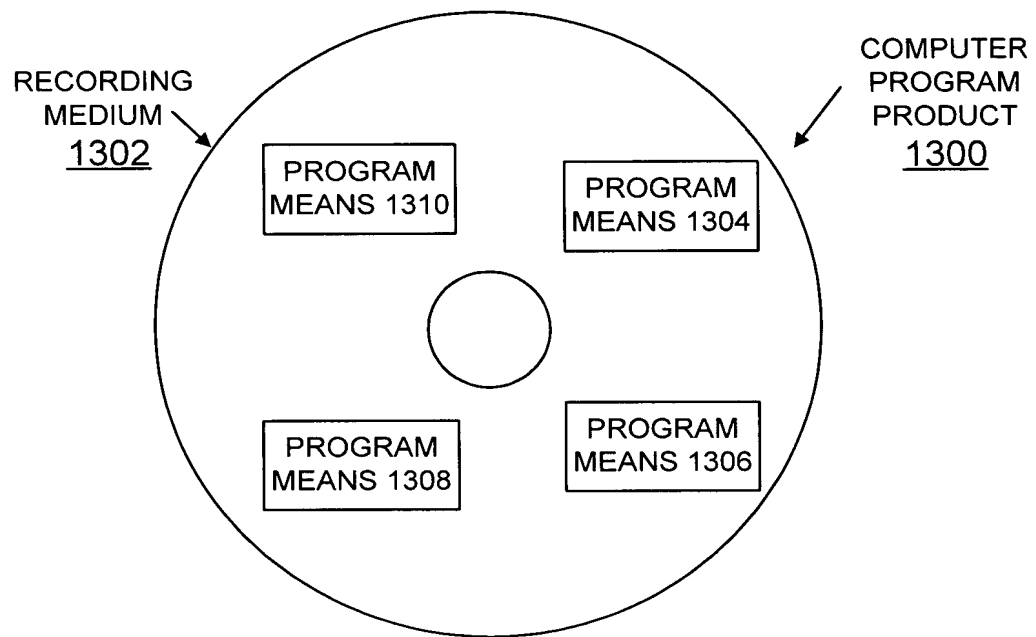 RECORDING
MEDIUM
1302
COMPUTER
PROGRAM
PRODUCT
1300
PROGRAM
MEANS 1310
PROGRAM
MEANS 1304
PROGRAM
MEANS 1308
PROGRAM
MEANS 1306